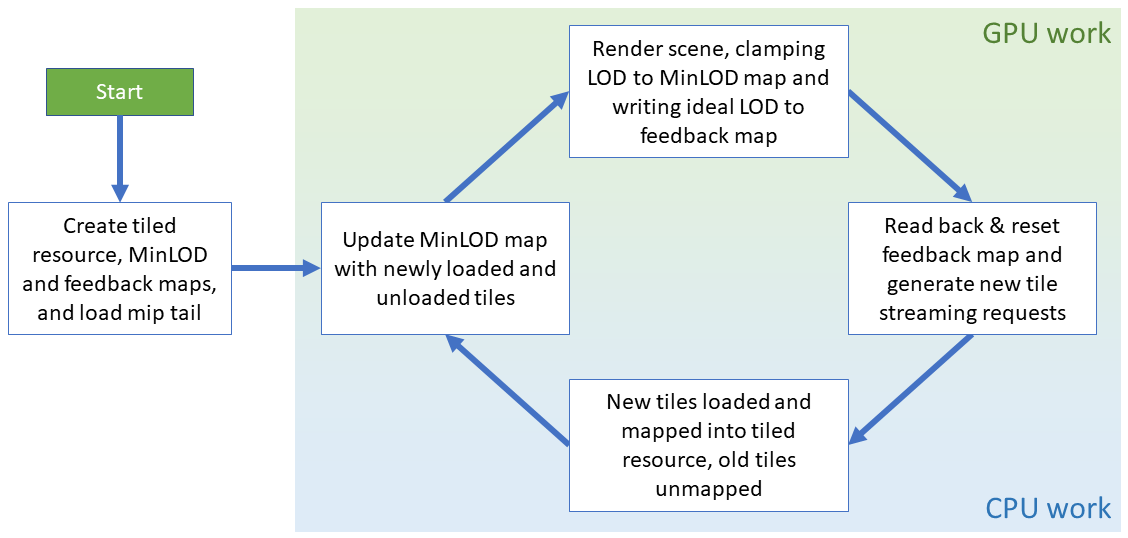 GPU work
Start
Render scene, clamping
LOD to MinLOD map and
writing ideal LOD to
feedback map
Create tiled
resource, MinLOD
and feedback maps,
and load mip tail
Update MinLOD map
with newly loaded and
unloaded tiles
Read back & reset
feedback map and
generate new tile
streaming requests
New tiles loaded and
mapped into tiled
resource, old tiles
unmapped
CPU work